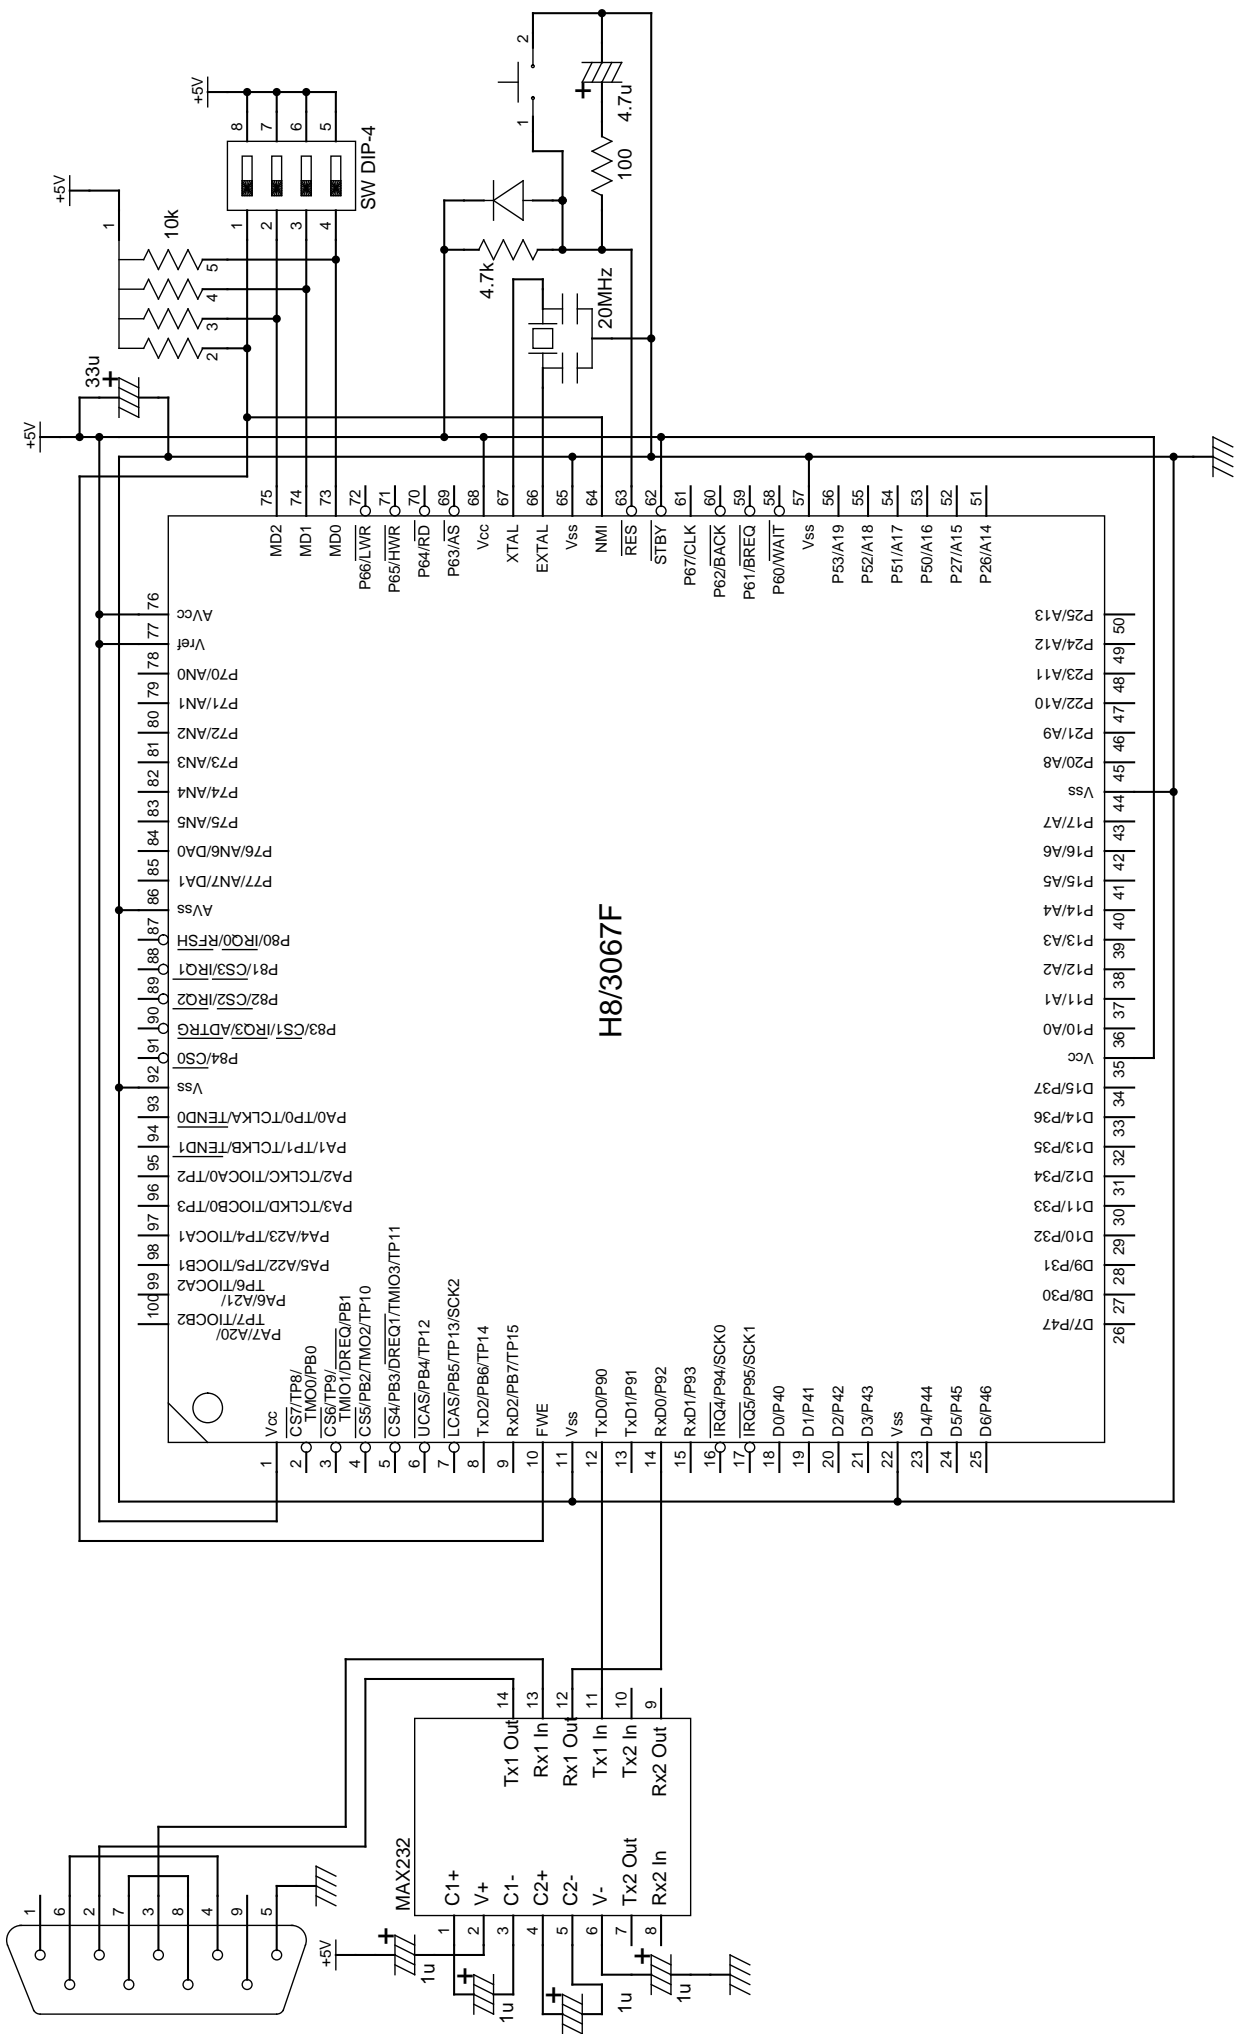 +5V
1
10k
5
4
3
2
+5V
8
7
6
5
SW DIP-4
1
2
3
4
2
1
4.7u
100
4.7k
20MHz
33u
+5V
75 MD2
74 MD1
73 MD0
72 P66/LWR
71 P65/HWR
70 P64/RD
69 P63/AS
68 Vcc
67 XTAL
66 EXTAL
65 Vss
64 NMI
63 RES
62 STBY
61 P67/CLK
60 P62/BACK
59 P61/BREQ
58 P60/WAIT
57 Vss
56 P53/A19
55 P52/A18
54 P51/A17
53 P50/A16
52 P27/A15
51 P26/A14
76 AVcc
77 Vref
78 P70/AN0
79 P71/AN1
80 P72/AN2
81 P73/AN3
82 P74/AN4
83 P75/AN5
84 P76/AN6/DA0
85 P77/AN7/DA1
86 AVss
87 P80/IRQ0/RFSH
88 P81/CS3/IRQ1
89 P82/CS2/IRQ2
90 P83/CS1/IRQ3/ADTRG
91 P84/CS0
92 Vss
93 PA0/TP0/TCLKA/TEND0
94 PA1/TP1/TCLKB/TEND1
95 PA2/TCLKC/TIOCA0/TP2
96 PA3/TCLKD/TIOCB0/TP3
97 PA4/A23/TP4/TIOCA1
98 PA5/A22/TP5/TIOCB1
99 PA6/A21/
TP6/TIOCA2
100 PA7/A20/
TP7/TIOCB2
H8/3067F
P25/A13 50
P24/A12 49
P23/A11 48
P22/A10 47
P21/A9 46
P20/A8 45
Vss 44
P17/A7 43
P16/A6 42
P15/A5 41
P14/A4 40
P13/A3 39
P12/A2 38
P11/A1 37
P10/A0 36
Vcc 35
D15/P37 34
D14/P36 33
D13/P35 32
D12/P34 31
D11/P33 30
D10/P32 29
D9/P31 28
D8/P30 27
D7/P47 26
1 Vcc
2 CS7/TP8/
TMO0/PB0
3 CS6/TP9/
TMIO1/DREQ/PB1
4 CS5/PB2/TMO2/TP10
5 CS4/PB3/DREQ1/TMIO3/TP11
6 UCAS/PB4/TP12
7 LCAS/PB5/TP13/SCK2
8 TxD2/PB6/TP14
9 RxD2/PB7/TP15
10 FWE
11 Vss
12 TxD0/P90
13 TxD1/P91
14 RxD0/P92
15 RxD1/P93
16 IRQ4/P94/SCK0
17 IRQ5/P95/SCK1
18 D0/P40
19 D1/P41
20 D2/P42
21 D3/P43
22 Vss
23 D4/P44
24 D5/P45
25 D6/P46
MAX232
14 Tx1 Out
13 Rx1 In
12 Rx1 Out
11 Tx1 In
10 Tx2 In
9 Rx2 Out
1 C1+
2 V+
3 C1-
4 C2+
5 C2-
6 V-
7 Tx2 Out
8 Rx2 In
+5V
1u
1u
1u
1u
1
6
2
7
3
8
4
9
5